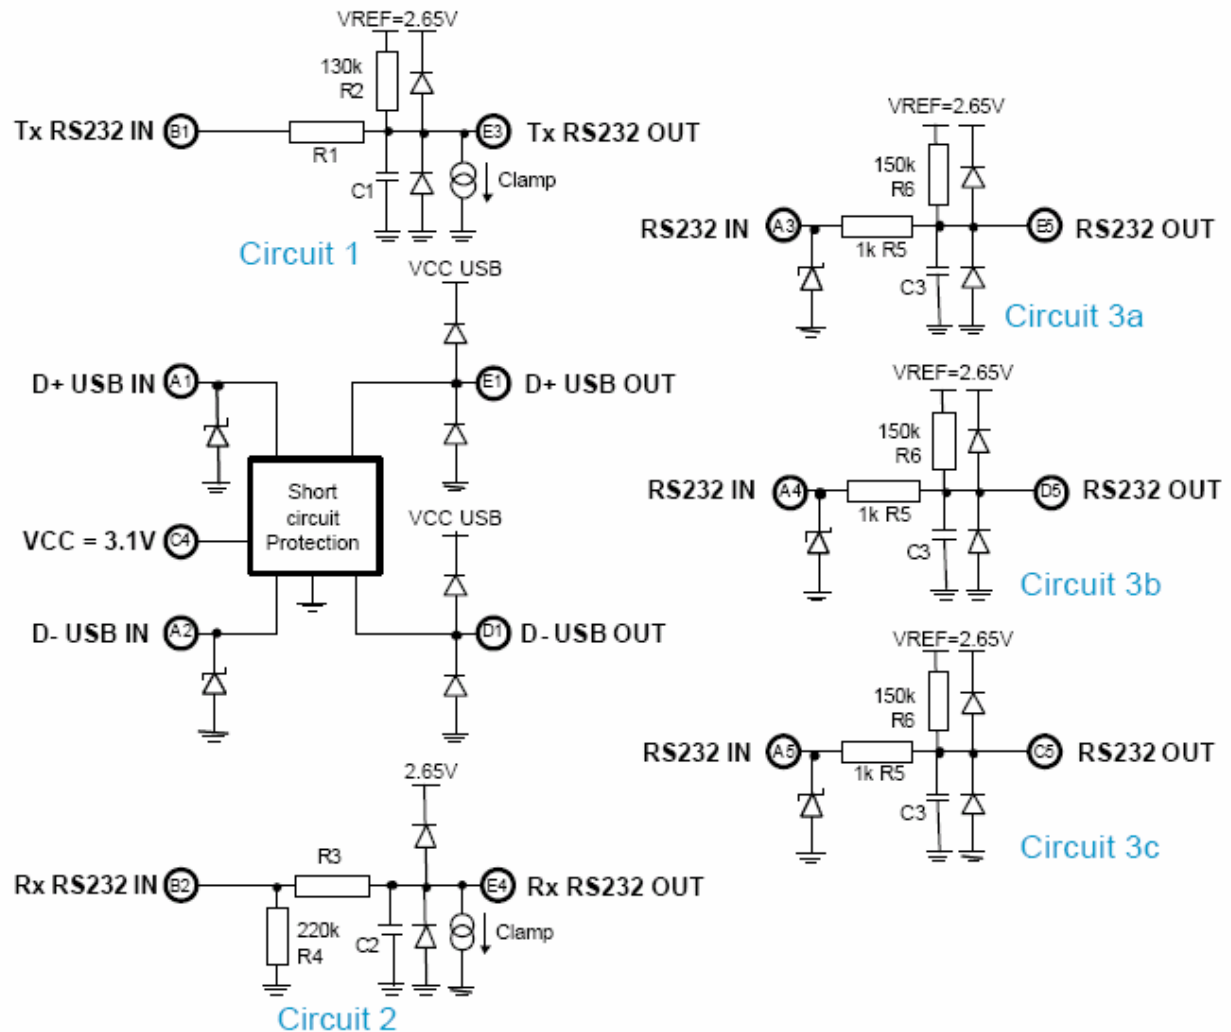 VREF=2.65V
130k
R2
Tx RS232 IN B1
R1
E3 Tx RS232 OUT
C1
Clamp
Circuit 1
VREF=2.65V
150k
R6
RS232 IN A3
1k R5
E5 RS232 OUT
C3
Circuit 3a
VCC USB
D+ USB IN A1
E1 D+ USB OUT
Short
circuit
Protection
VCC = 3.1V C4
VCC USB
D- USB IN A2
D1 D- USB OUT
VREF=2.65V
150k
R6
RS232 IN A4
1k R5
D5 RS232 OUT
C3
Circuit 3b
VREF=2.65V
150k
R6
RS232 IN A5
1k R5
C5 RS232 OUT
C3
Circuit 3c
2.65V
R3
Rx RS232 IN B2
E4 Rx RS232 OUT
220k
R4
C2
Clamp
Circuit 2